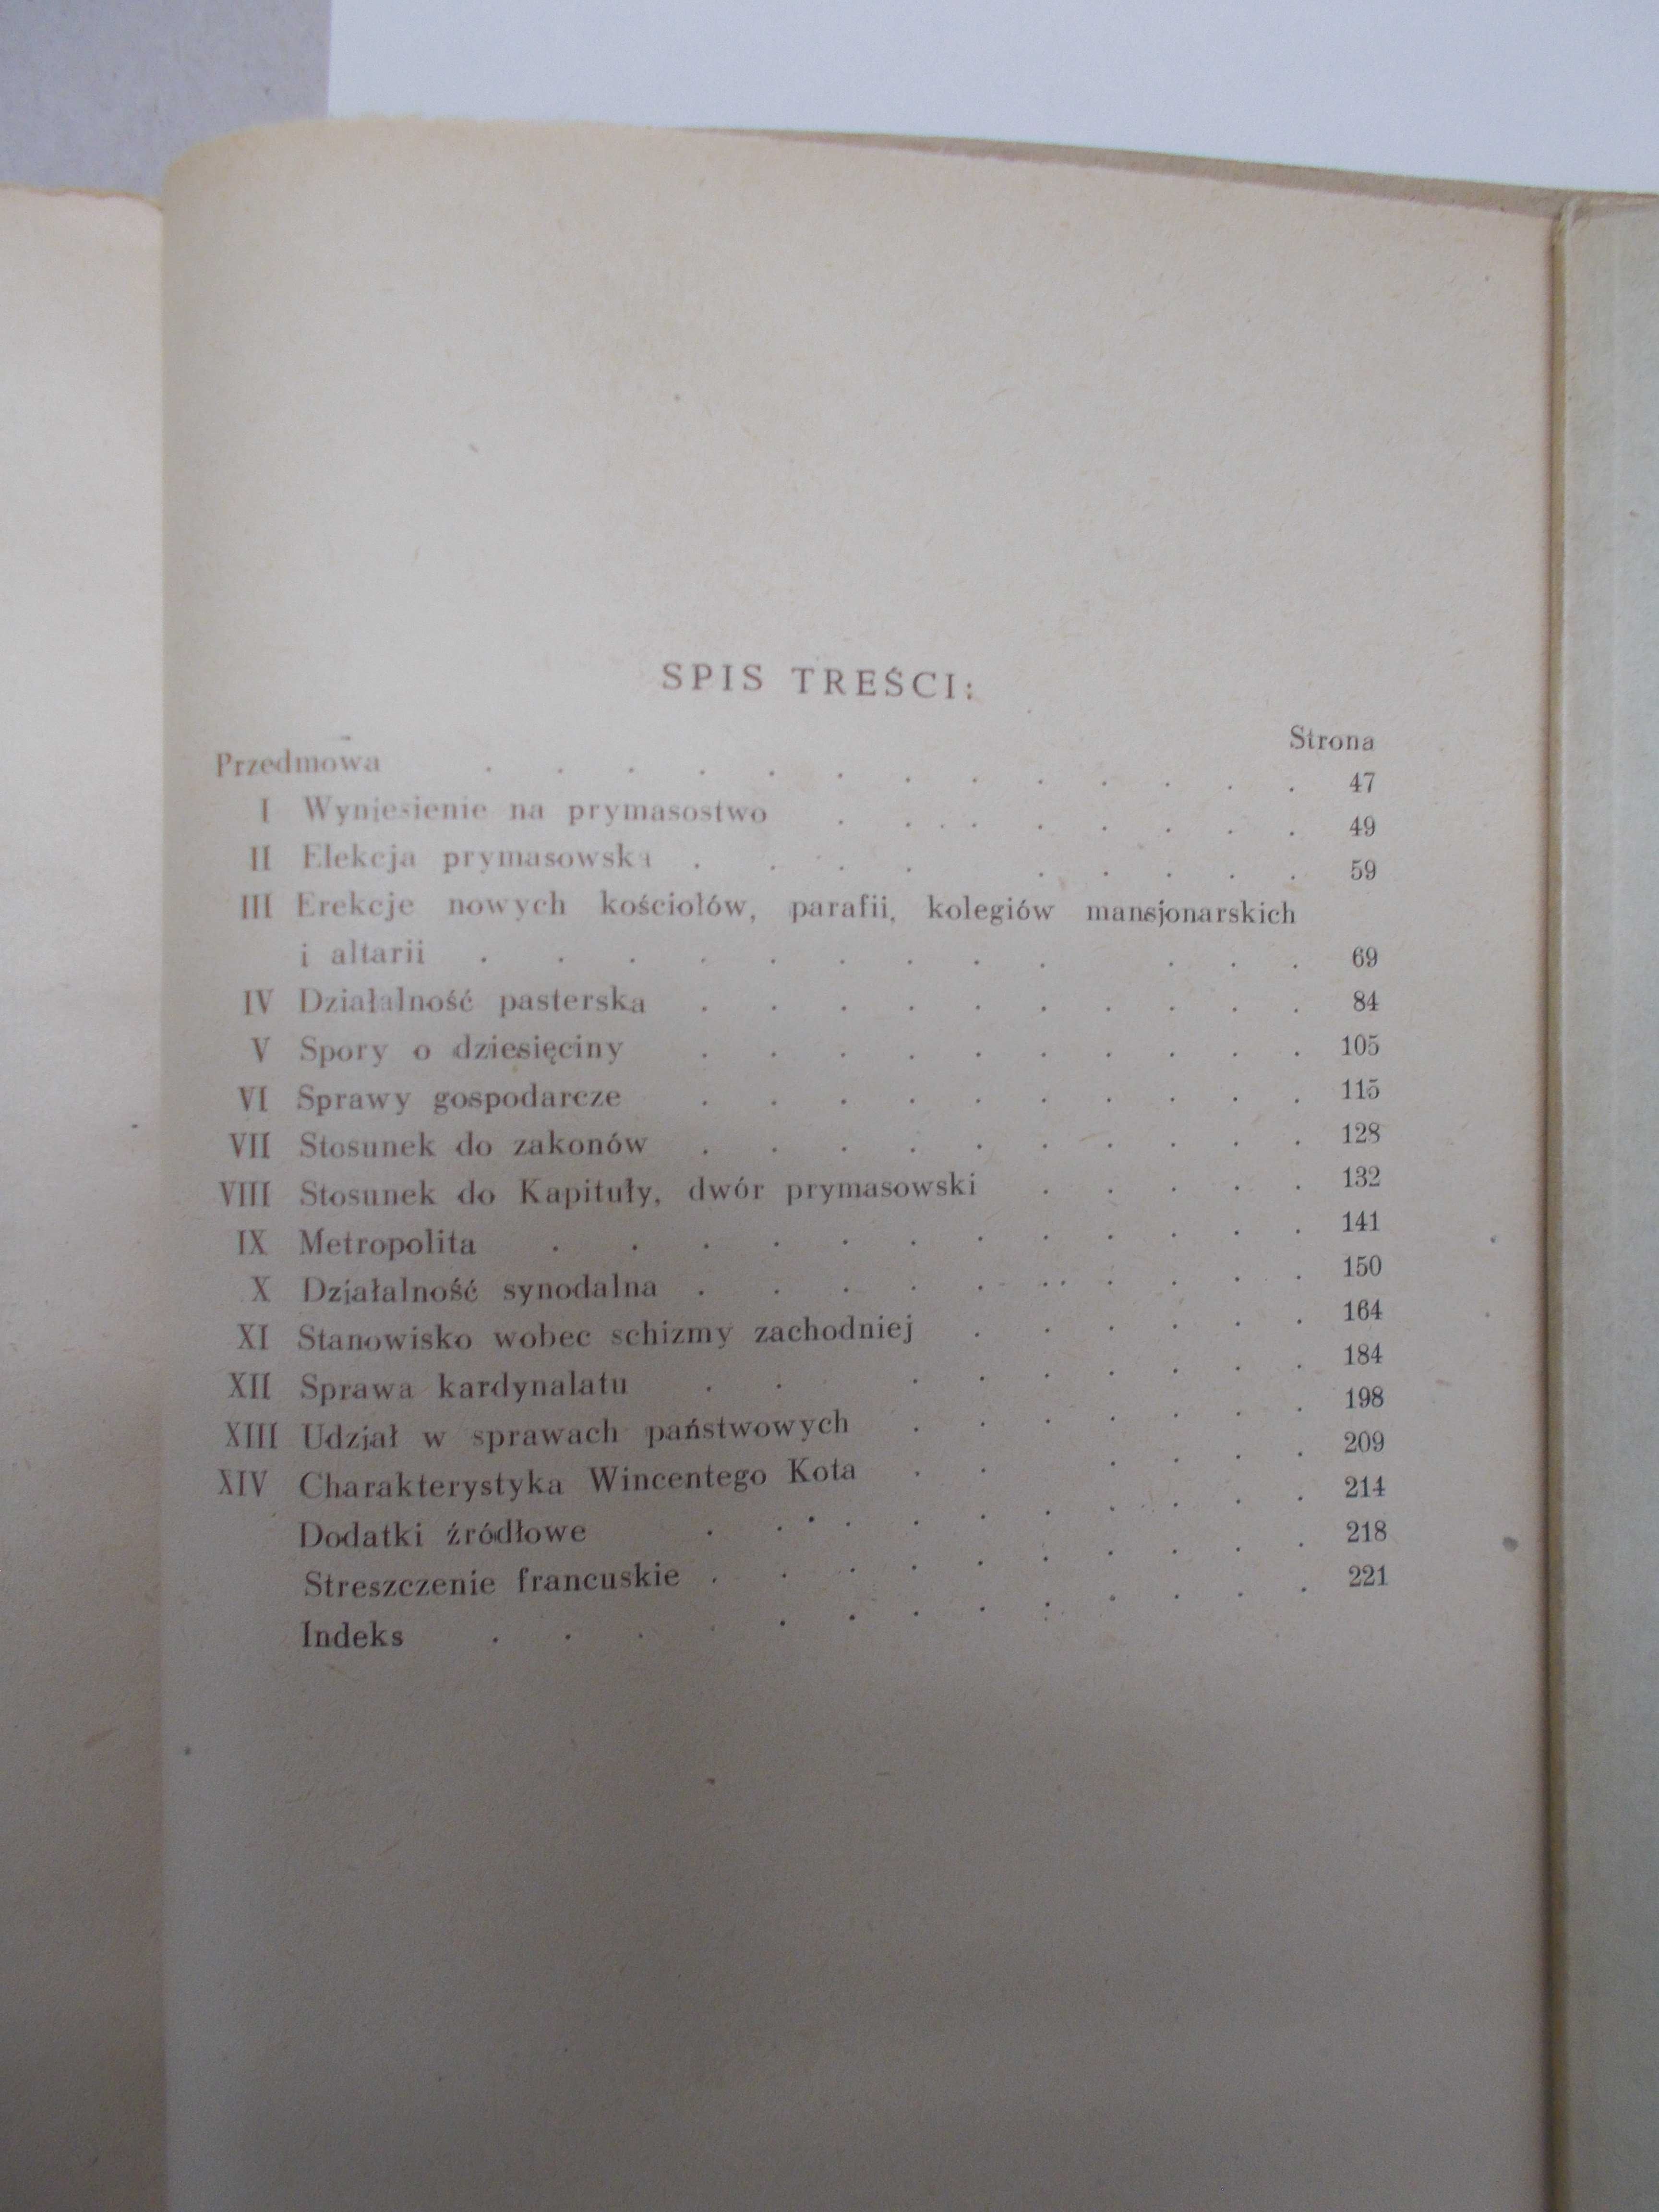 SPIS TREŚCI:
Strona
Przedmowa . . . . . . . . . . . . . 47
I Wyniesienie na prymasostwo . . . . . . . . . 49
II Elekcja prymasowska . . . . . . . . . 59
III Erekcje nowych kościołów, parafii, kolegiów mansjonarskich
i altarii . . . . . . . . . . . . 69
IV Działalność pasterska . . . . . . . . . . 84
V Spory o dziesięciny . . . . . . . . . . 105
VI Sprawy gospodarcze . . . . . . . . . . 115
VII Stosunek do zakonów . . . . . . . . . . 128
VIII Stosunek do Kapituły, dwór prymasowski . . . . . 132
IX Metropolita . . . . . . . . . . . . 141
X Działalność synodalna . . . . . . . . . . 150
XI Stanowisko wobec schizmy zachodniej . . . . . . 164
XII Sprawa kardynalatu . . . . . . . . . 184
XIII Udział w sprawach państwowych . . . . . . . 198
XIV Charakterystyka Wincentego Kota . . . . . . 209
Dodatki źródłowe . . . . . . . . . . 214
Streszczenie francuskie . . . . . . . . . . 218
Indeks . . . . . . . . . . . . . 221